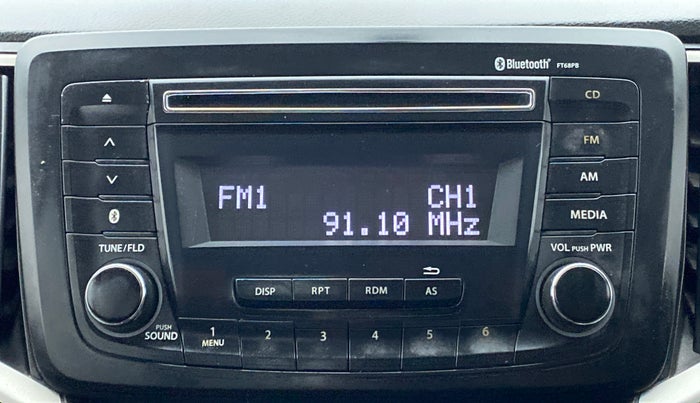 Bluetooth® FT68PB
CD
FM
AM
MEDIA
FM1 CH1
91.10 MHz
TUNE/FLD
VOL PUSH PWR
DISP RPT RDM AS
PUSH SOUND
1 MENU 2 3 4 5 6